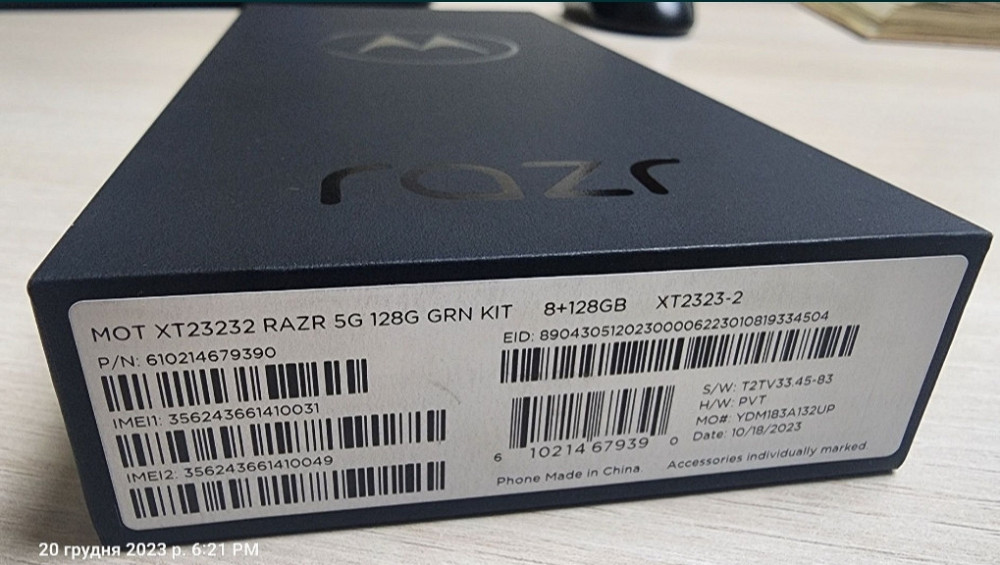 razr
MOT XT23232 RAZR 5G 128G GRN KIT 8+128GB XT2323-2
P/N: 610214679390
IMEI1: 356243661410031
IMEI2: 356243661410049
EID: 89043051202300006223010819334504
6 10214 67939 0
S/W: T2TV33.45-83
H/W: PVT
MO#: YDM183A132UP
Date: 10/18/2023
Phone Made in China. Accessories individually marked
20 грудня 2023 р. 6:21 PM